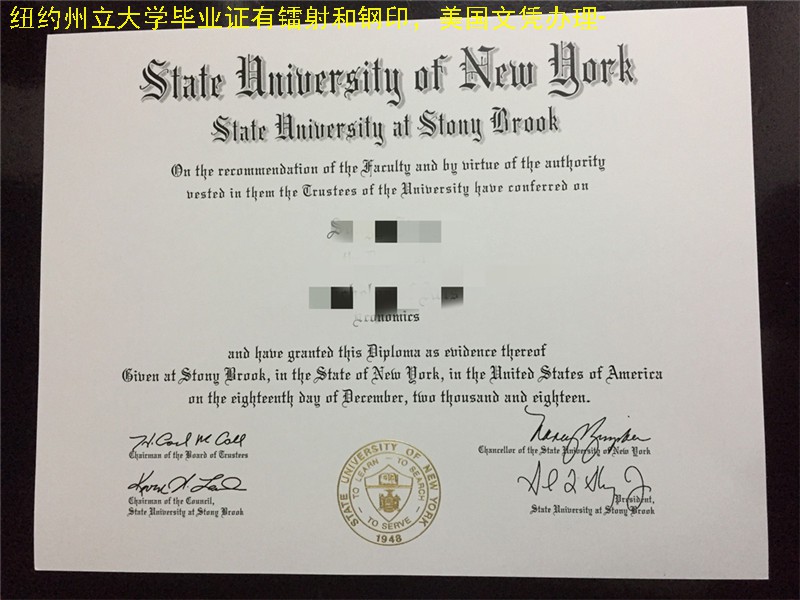 纽约州立大学毕业证有镭射和钢印，美国文凭办理-
State University of New York
State University at Stony Brook
On the recommendation of the Faculty and by virtue of the authority
vested in them the Trustees of the University have conferred on
Economics
and have granted this Diploma as evidence thereof
Given at Stony Brook, in the State of New York, in the United States of America
on the eighteenth day of December, two thousand and eighteen.
H. Carl McCall
Chairman of the Board of Trustees
Chancellor of the State University of New York
Chairman of the Council,
State University at Stony Brook
President,
State University at Stony Brook
STATE UNIVERSITY OF NEW YORK
TO LEARN - TO SEARCH - TO SERVE
1948